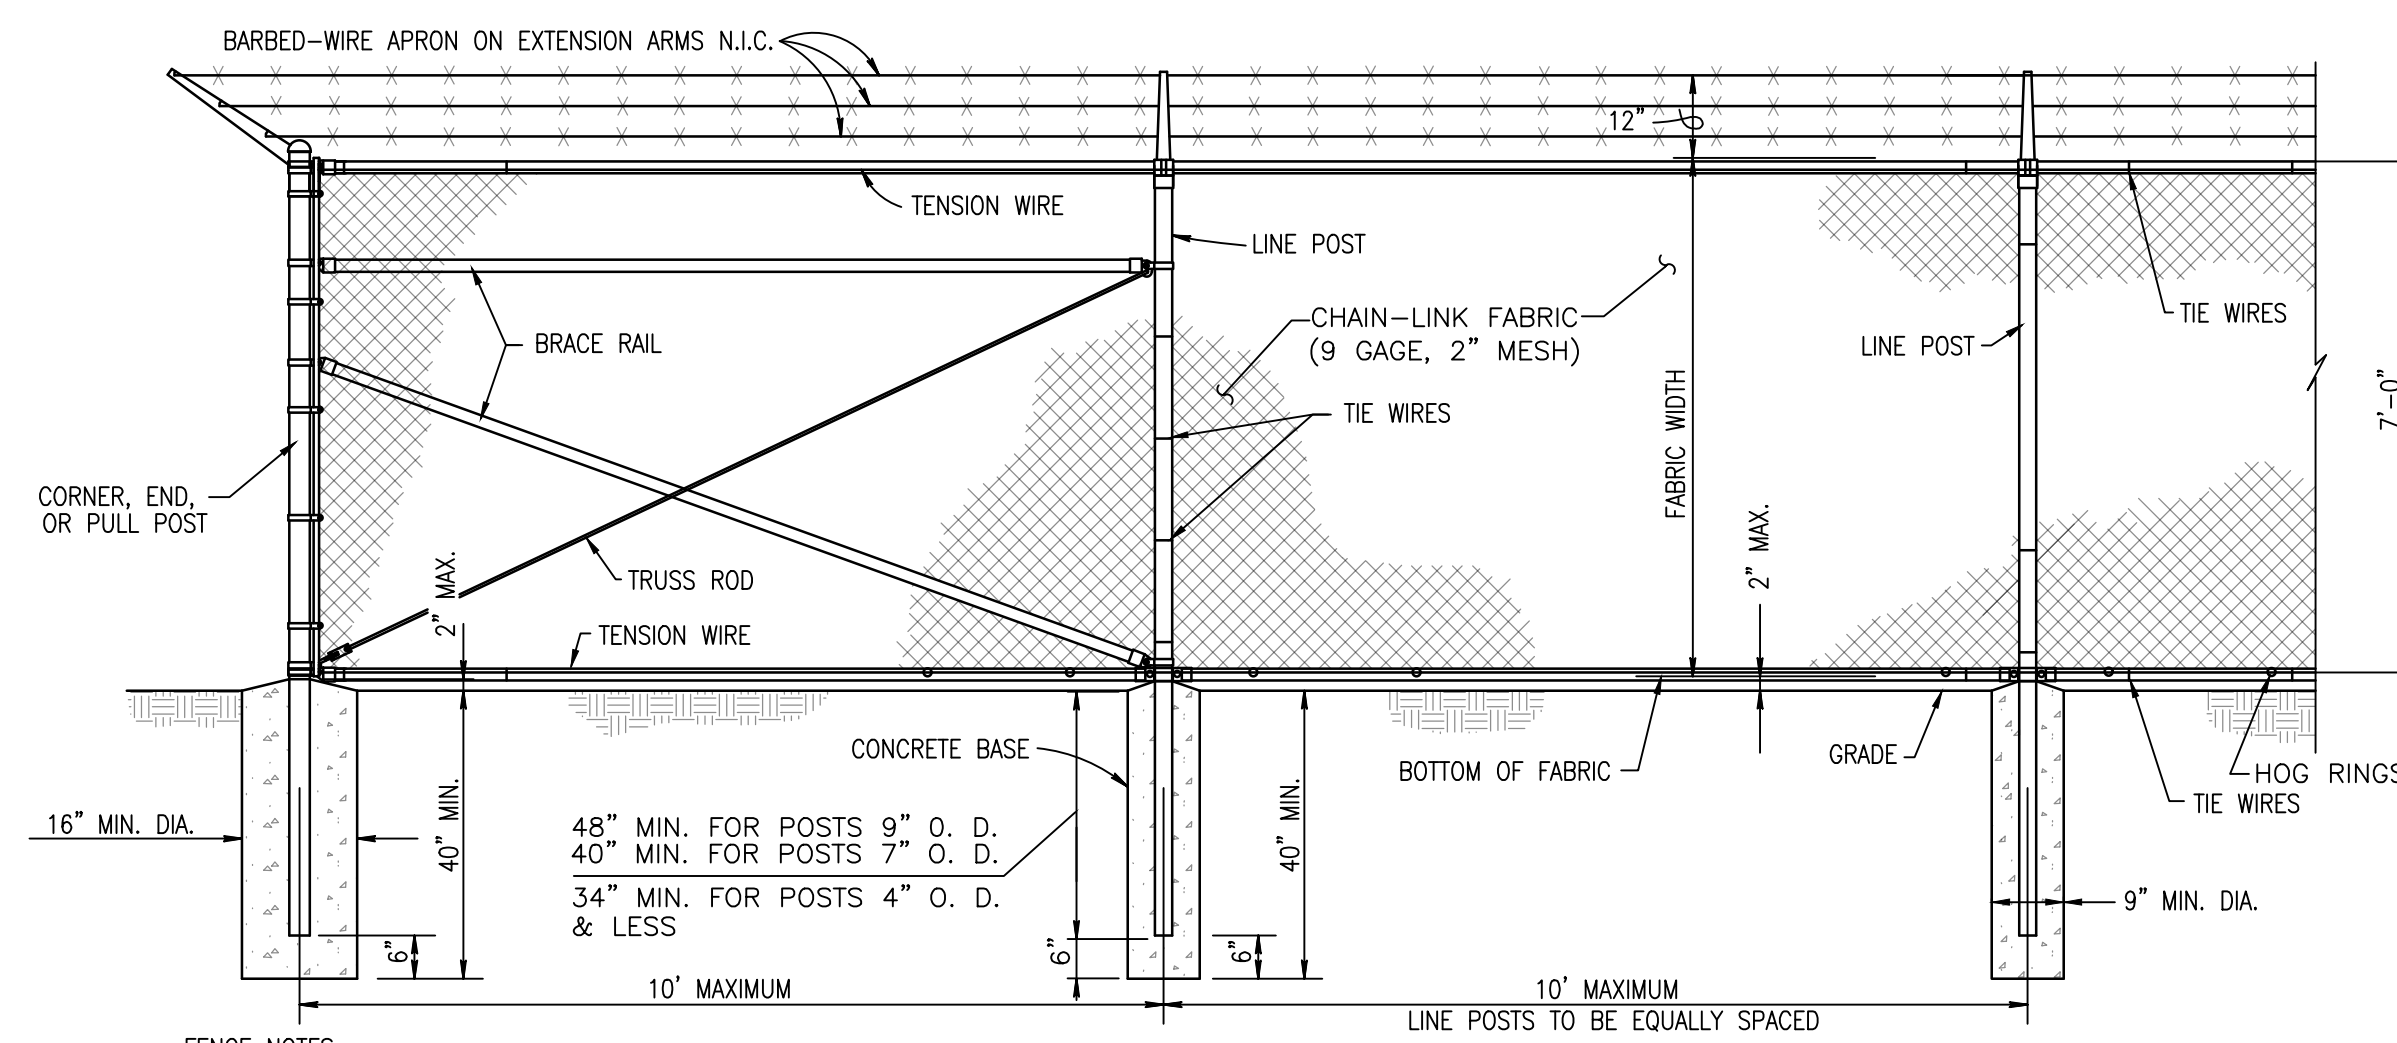 BARBED-WIRE APRON ON EXTENSION ARMS N.I.C.
12"
TENSION WIRE
LINE POST
CHAIN-LINK FABRIC
(9 GAGE, 2" MESH)
TIE WIRES
LINE POST
BRACE RAIL
7'-0"
FABRIC WIDTH
TIE WIRES
CORNER, END,
OR PULL POST
2" MAX.
2" MAX.
TRUSS ROD
TENSION WIRE
CONCRETE BASE
BOTTOM OF FABRIC
GRADE
HOG RINGS
TIE WIRES
16" MIN. DIA.
40" MIN.
48" MIN. FOR POSTS 9" O. D.
40" MIN. FOR POSTS 7" O. D.
34" MIN. FOR POSTS 4" O. D.
& LESS
40" MIN.
9" MIN. DIA.
6"
6"
6"
10' MAXIMUM
10' MAXIMUM
LINE POSTS TO BE EQUALLY SPACED
FENCE NOTES